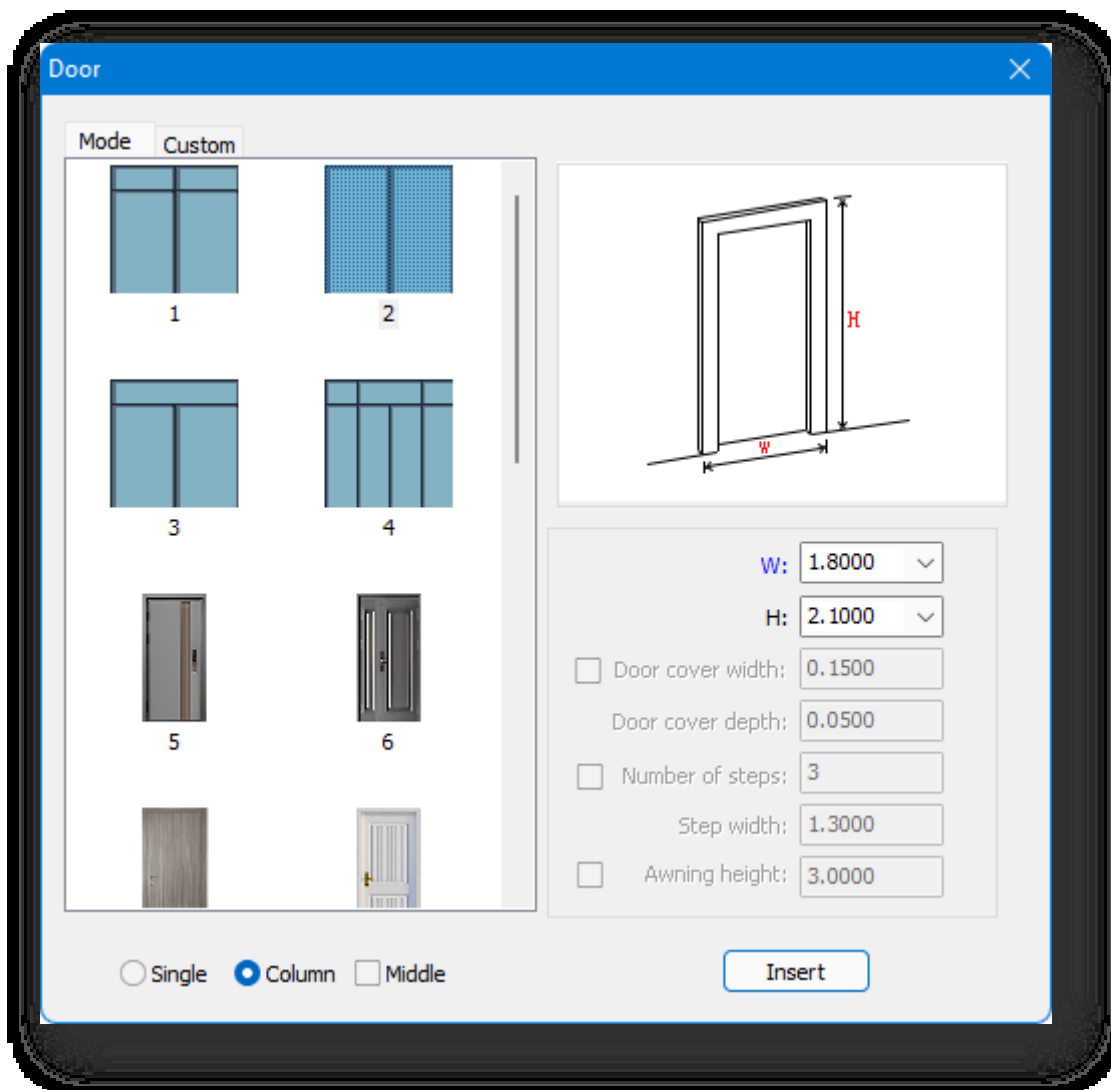 Door
Mode Custom
1 2
3 4
5 6
H
W
W: 1.8000
H: 2.1000
Door cover width: 0.1500
Door cover depth: 0.0500
Number of steps: 3
Step width: 1.3000
Awning height: 3.0000
Single Column Middle Insert